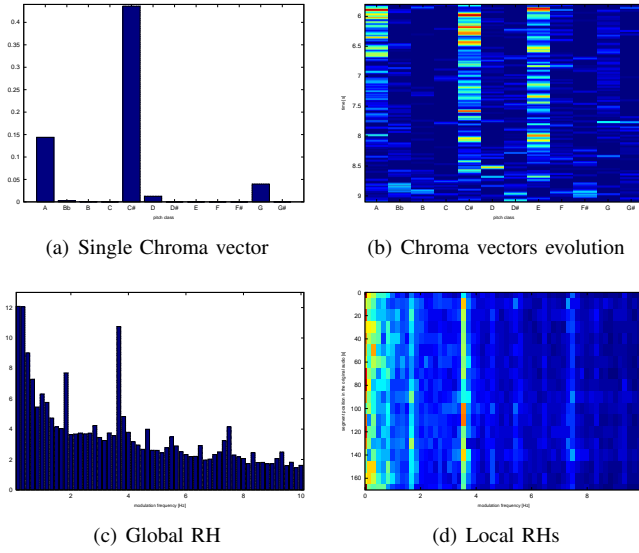 0.4
0.35
0.3
0.25
0.2
0.15
0.1
0.05
0
A Bb B C C# D D# E F F# G G#
pitch class
(a) Single Chroma vector
6
6.5
7
7.5
8
8.5
9
time [s]
A Bb B C C# D D# E F F# G G#
pitch class
(b) Chroma vectors evolution
12
10
8
6
4
2
0
2 4 6 8 10
modulation frequency [Hz]
(c) Global RH
0
20
40
60
80
100
120
140
160
segment position in the original audio [s]
0 2 4 6 8
modulation frequency [Hz]
(d) Local RHs